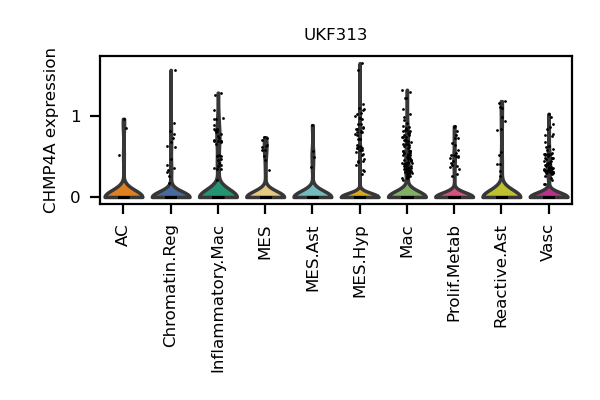 UKF313
CHMP4A expression
1
0
AC
Chromatin.Reg
Inflammatory.Mac
MES
MES.Ast
MES.Hyp
Mac
Prolif.Metab
Reactive.Ast
Vasc